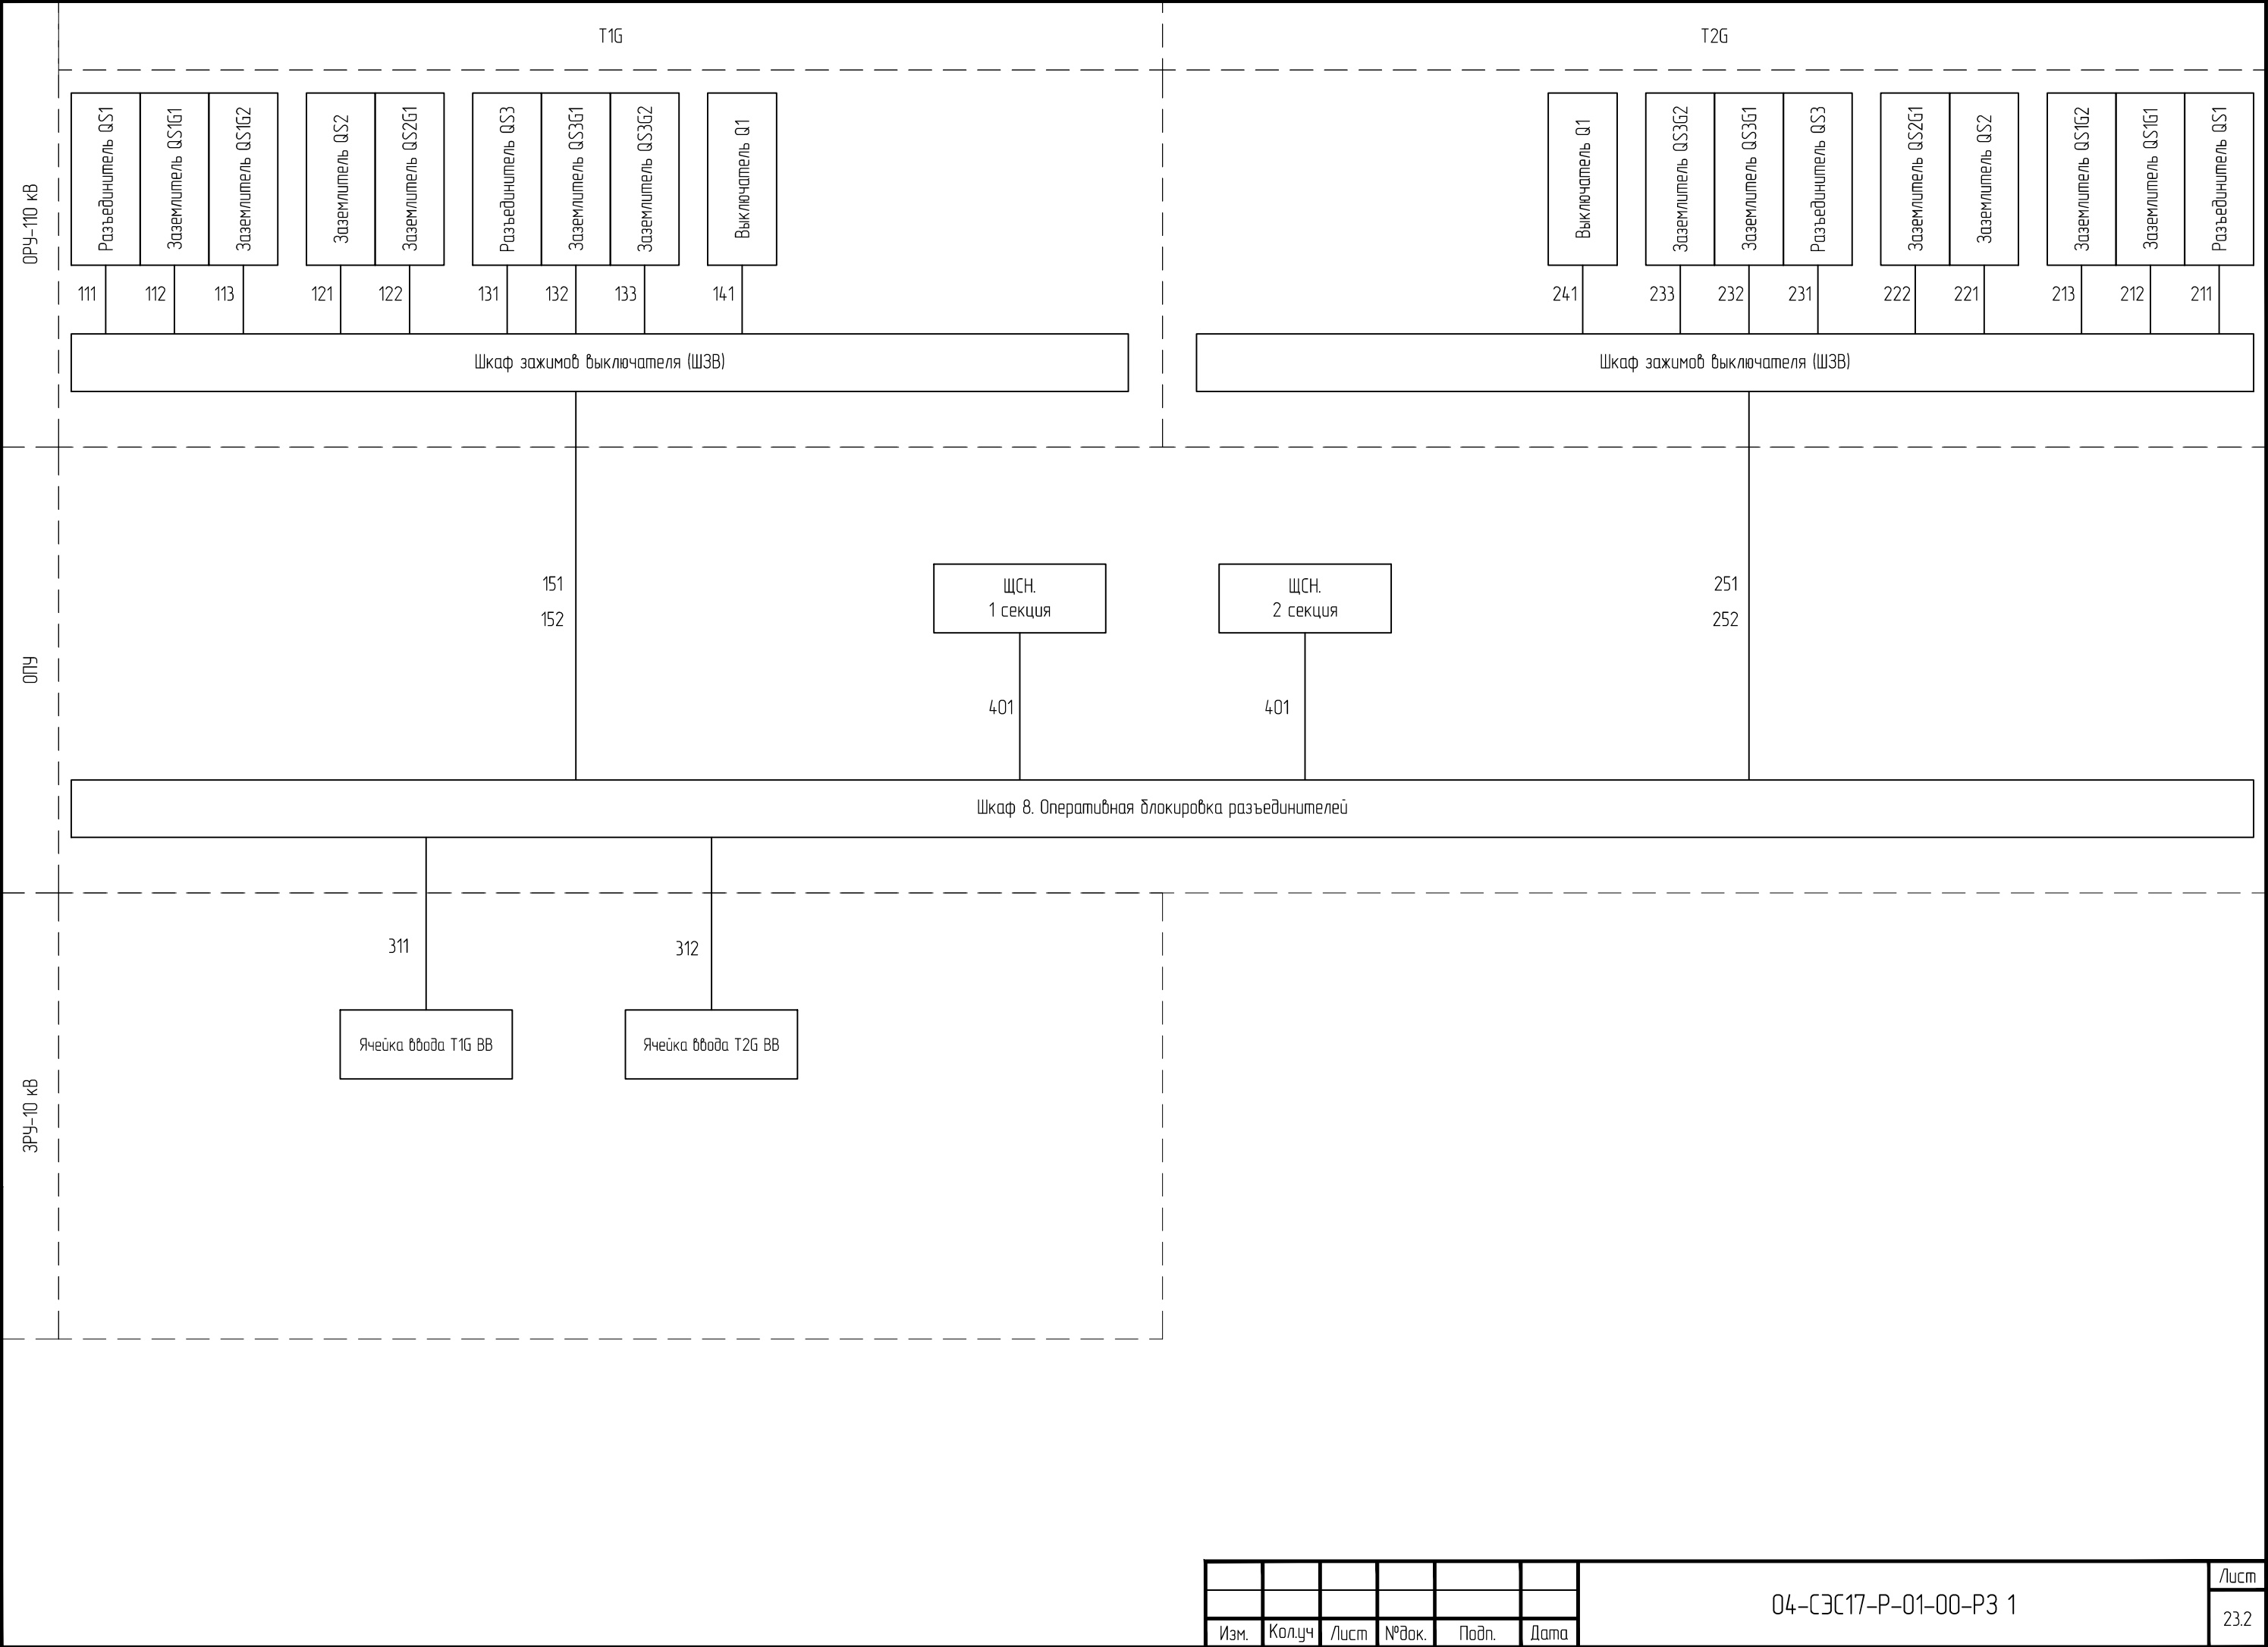 T1G
T2G
ОРУ-110 кВ
Разъединитель QS1
Заземлитель QS1G1
Заземлитель QS1G2
Заземлитель QS2
Заземлитель QS2G1
Разъединитель QS3
Заземлитель QS3G1
Заземлитель QS3G2
Выключатель Q1
Выключатель Q1
Заземлитель QS3G2
Заземлитель QS3G1
Разъединитель QS3
Заземлитель QS2G1
Заземлитель QS2
Заземлитель QS1G2
Заземлитель QS1G1
Разъединитель QS1
111
112
113
121
122
131
132
133
141
241
233
232
231
222
221
213
212
211
Шкаф зажимов выключателя (ШЗВ)
Шкаф зажимов выключателя (ШЗВ)
ОПУ
151
152
ЩСН.
1 секция
ЩСН.
2 секция
251
252
401
401
Шкаф 8. Оперативная блокировка разъединителей
ЗРУ-10 кВ
311
312
Ячейка ввода T1G ВВ
Ячейка ввода T2G ВВ
04-СЭС17-Р-01-00-РЗ 1
Лист
23.2
Изм.
Кол.уч
Лист
№док.
Подп.
Дата